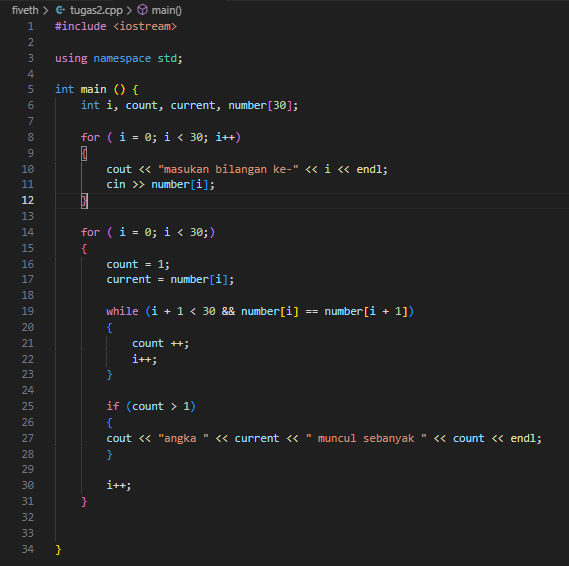 fiveth > tugas2.cpp > main()
1 #include <iostream>
2
3 using namespace std;
4
5 int main () {
6 int i, count, current, number[30];
7
8 for ( i = 0; i < 30; i++)
9 {
10 cout << "masukan bilangan ke-" << i << endl;
11 cin >> number[i];
12 }
13
14 for ( i = 0; i < 30;)
15 {
16 count = 1;
17 current = number[i];
18
19 while (i + 1 < 30 && number[i] == number[i + 1])
20 {
21 count ++;
22 i++;
23 }
24
25 if (count > 1)
26 {
27 cout << "angka " << current << " muncul sebanyak " << count << endl;
28 }
29
30 i++;
31 }
32
33
34 }